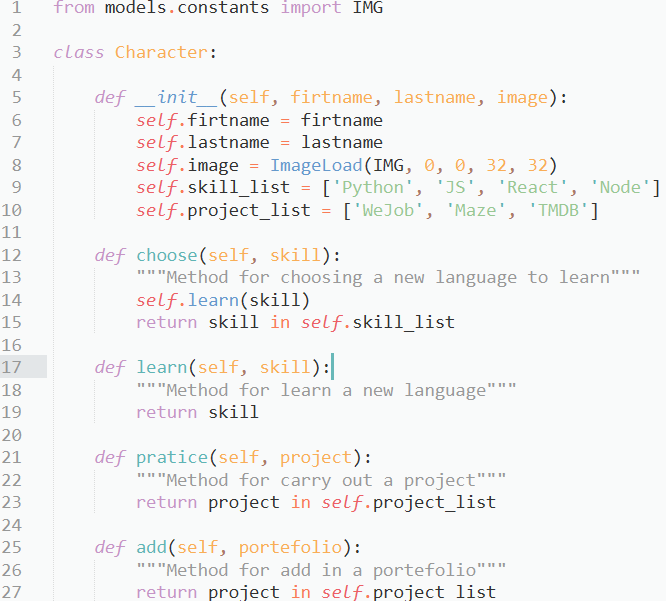 1 from models.constants import IMG
2
3 class Character:
4
5     def __init__(self, firtname, lastname, image):
6         self.firtname = firtname
7         self.lastname = lastname
8         self.image = ImageLoad(IMG, 0, 0, 32, 32)
9         self.skill_list = ['Python', 'JS', 'React', 'Node']
10         self.project_list = ['WeJob', 'Maze', 'TMDB']
11
12     def choose(self, skill):
13         """Method for choosing a new language to learn"""
14         self.learn(skill)
15         return skill in self.skill_list
16
17     def learn(self, skill):
18         """Method for learn a new language"""
19         return skill
20
21     def pratice(self, project):
22         """Method for carry out a project"""
23         return project in self.project_list
24
25     def add(self, portefolio):
26         """Method for add in a portefolio"""
27         return project in self.project_list